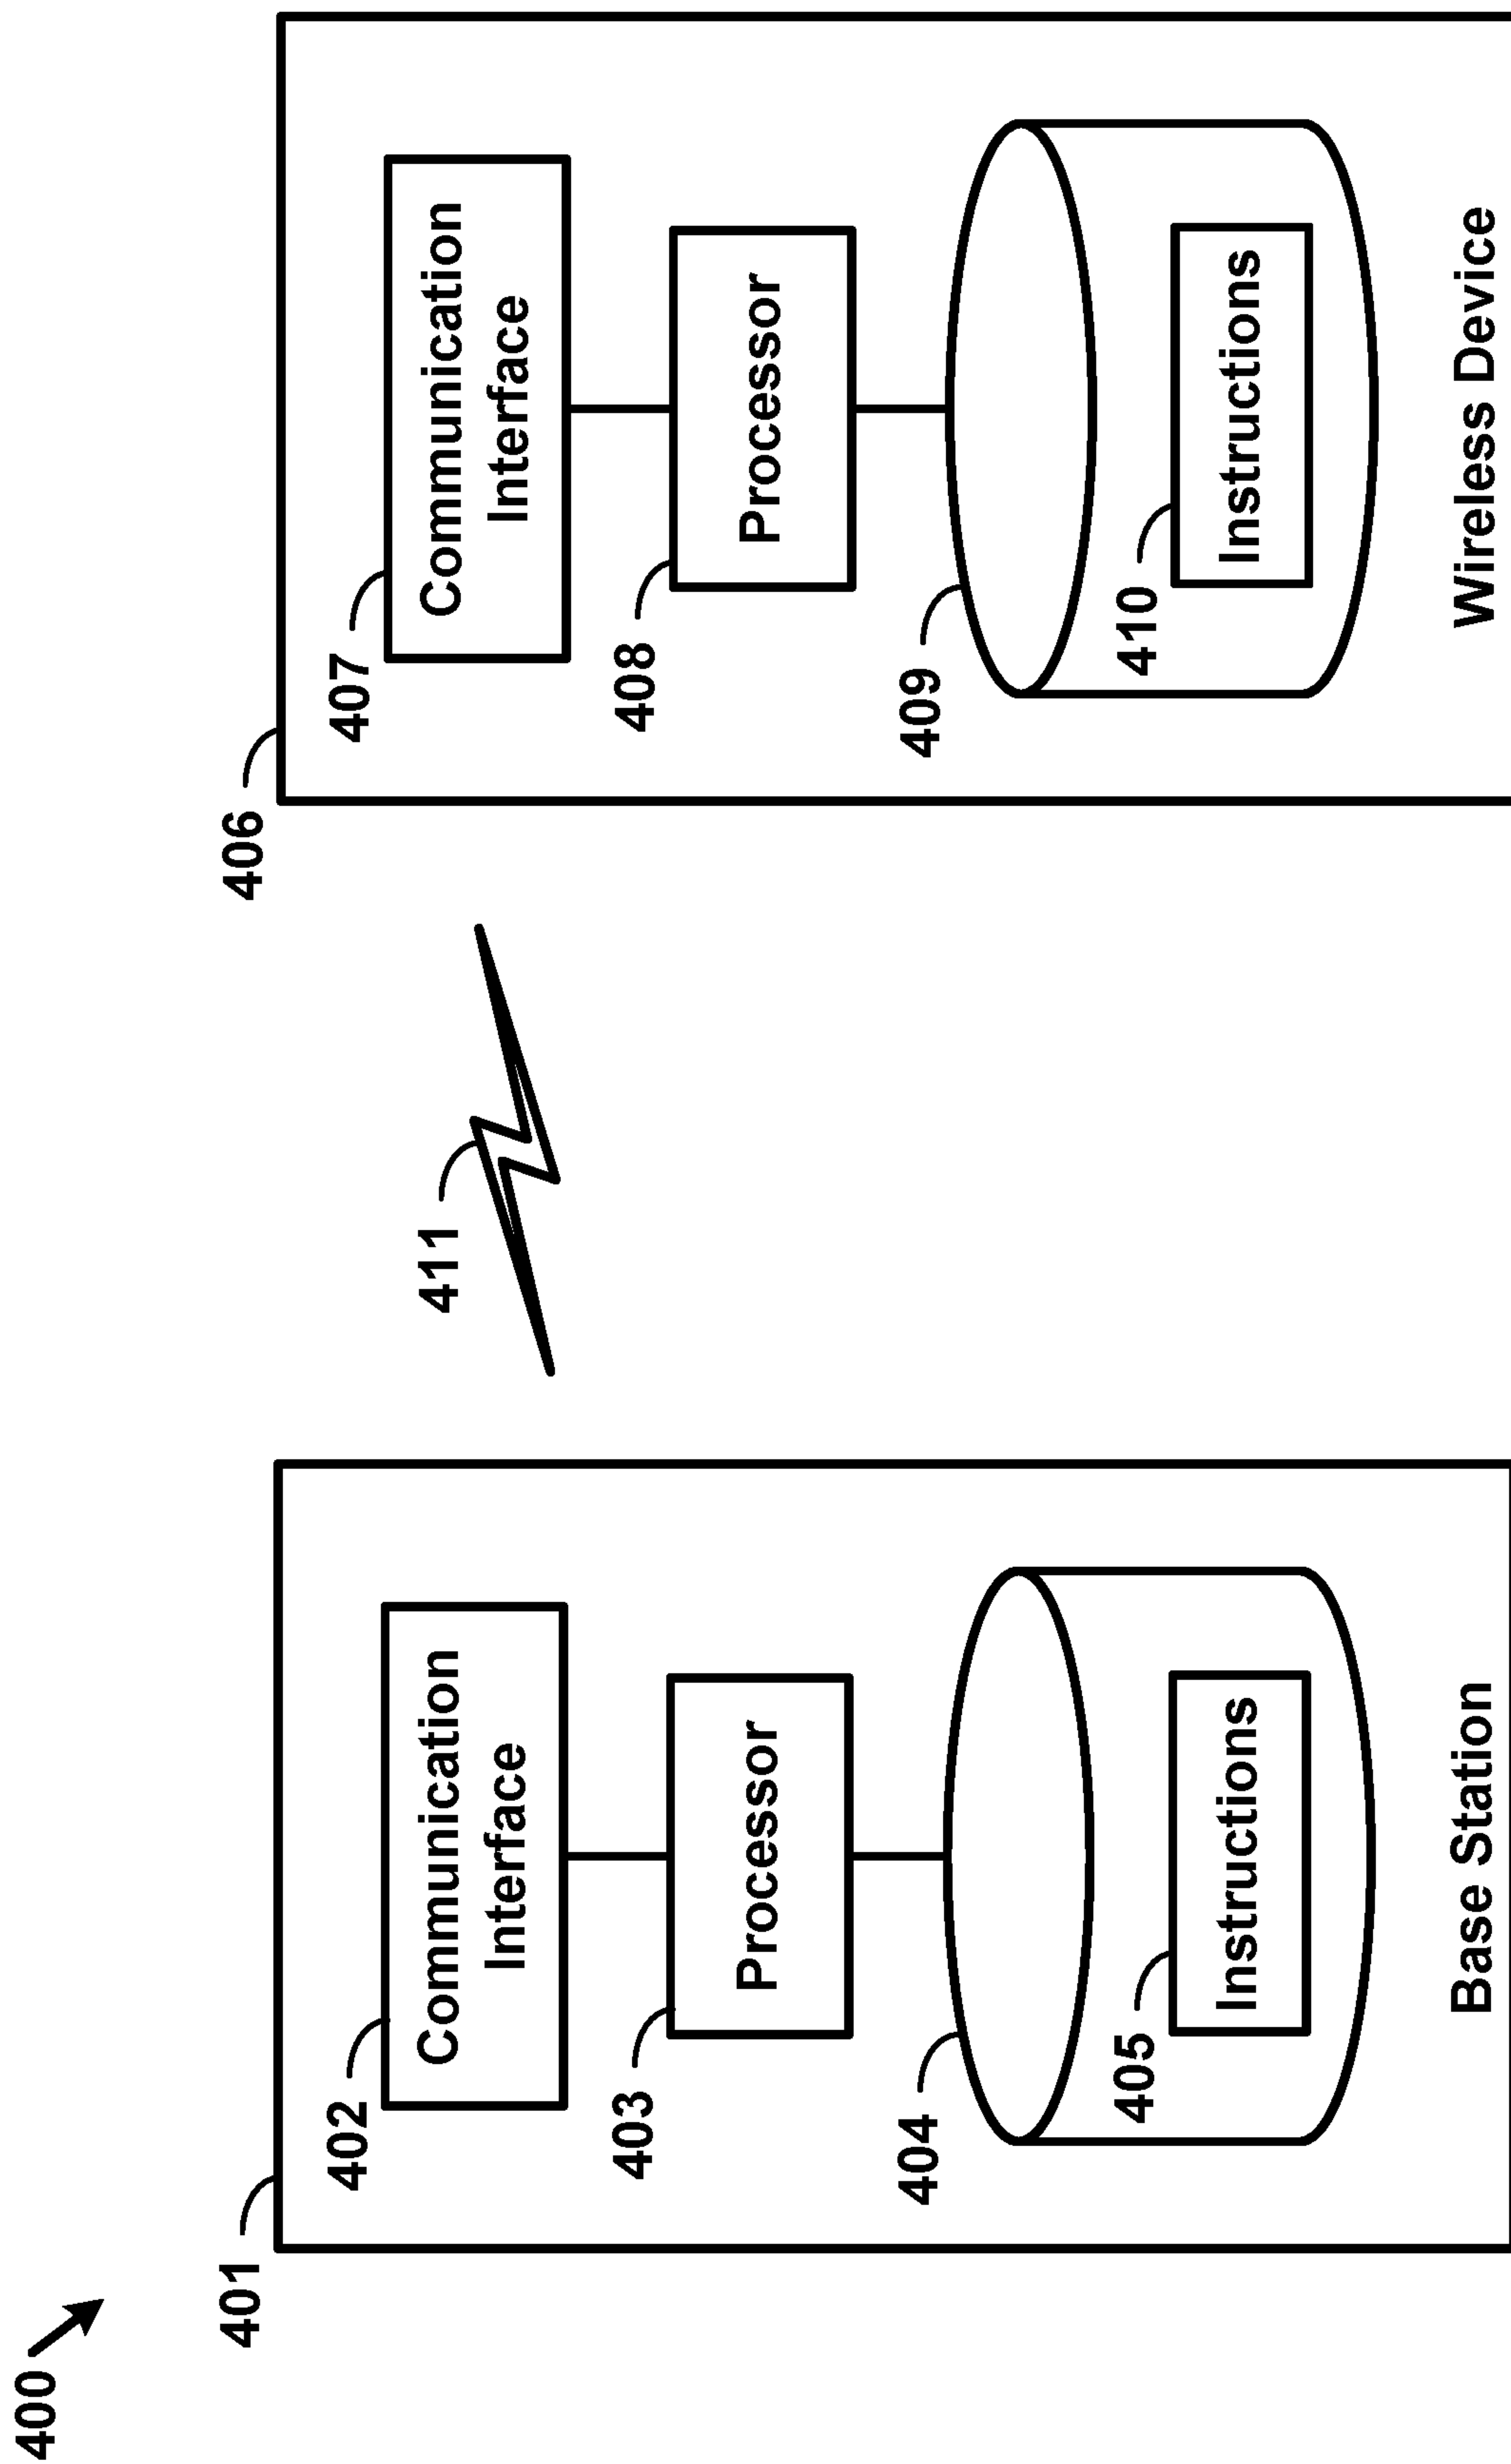 400
401
402
Communication
Interface
403
Processor
404
405
Instructions
Base Station
411
406
407
Communication
Interface
408
Processor
409
410
Instructions
Wireless Device